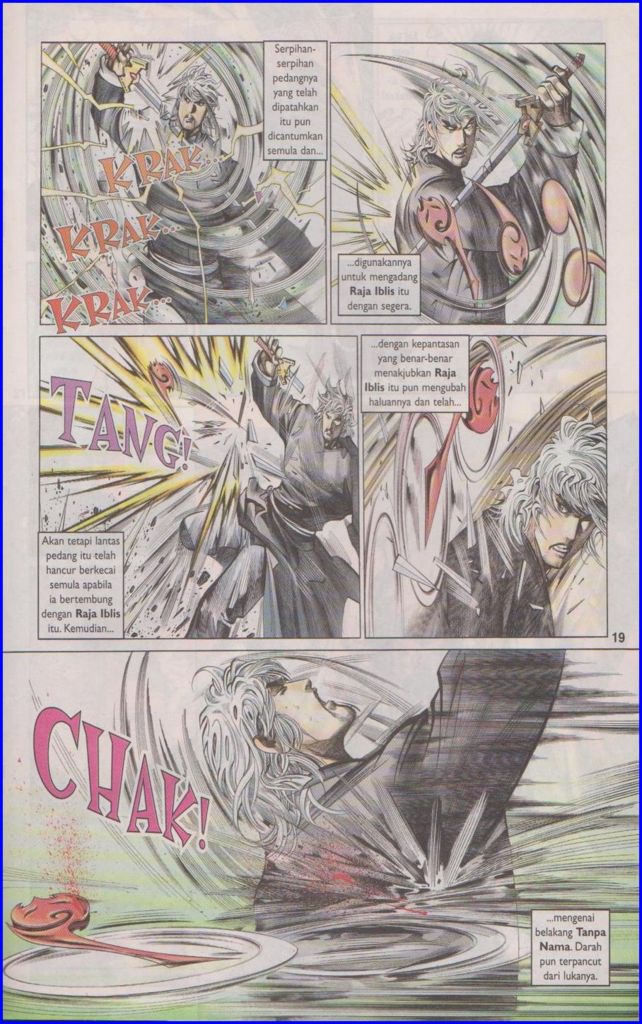 Serpihan-
serpihan
pedangnya
yang telah
dipatahkan
itu pun
dicantumkan
semula dan...
KRAK...
KRAK...
KRAK...
...digunakannya
untuk mengadang
Raja Iblis itu
dengan segera.
TANG!
Akan tetapi lantas
pedang itu telah
hancur berkecai
semula apabila
ia bertembung
dengan Raja Iblis
itu. Kemudian...
...dengan kepantasan
yang benar-benar
menakjubkan Raja
Iblis itu pun mengubah
haluannya dan telah...
19
CHAK!
...mengenai
belakang Tanpa
Nama. Darah
pun terpancut
dari lukanya.